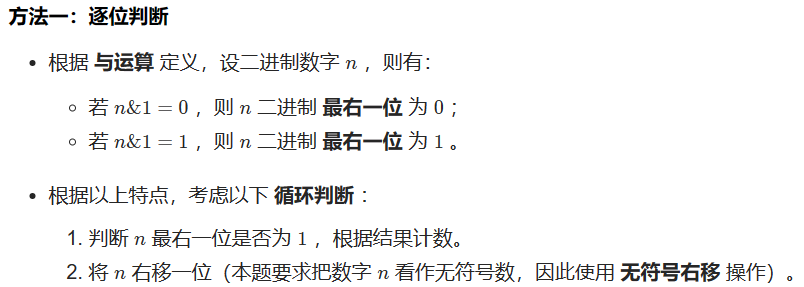 方法一：逐位判断
• 根据 与运算 定义，设二进制数字 n ，则有：
◦ 若 n&1 = 0 ，则 n 二进制 最右一位 为 0 ；
◦ 若 n&1 = 1 ，则 n 二进制 最右一位 为 1 。
• 根据以上特点，考虑以下 循环判断 ：
1. 判断 n 最右一位是否为 1 ，根据结果计数。
2. 将 n 右移一位（本题要求把数字 n 看作无符号数，因此使用 无符号右移 操作）。